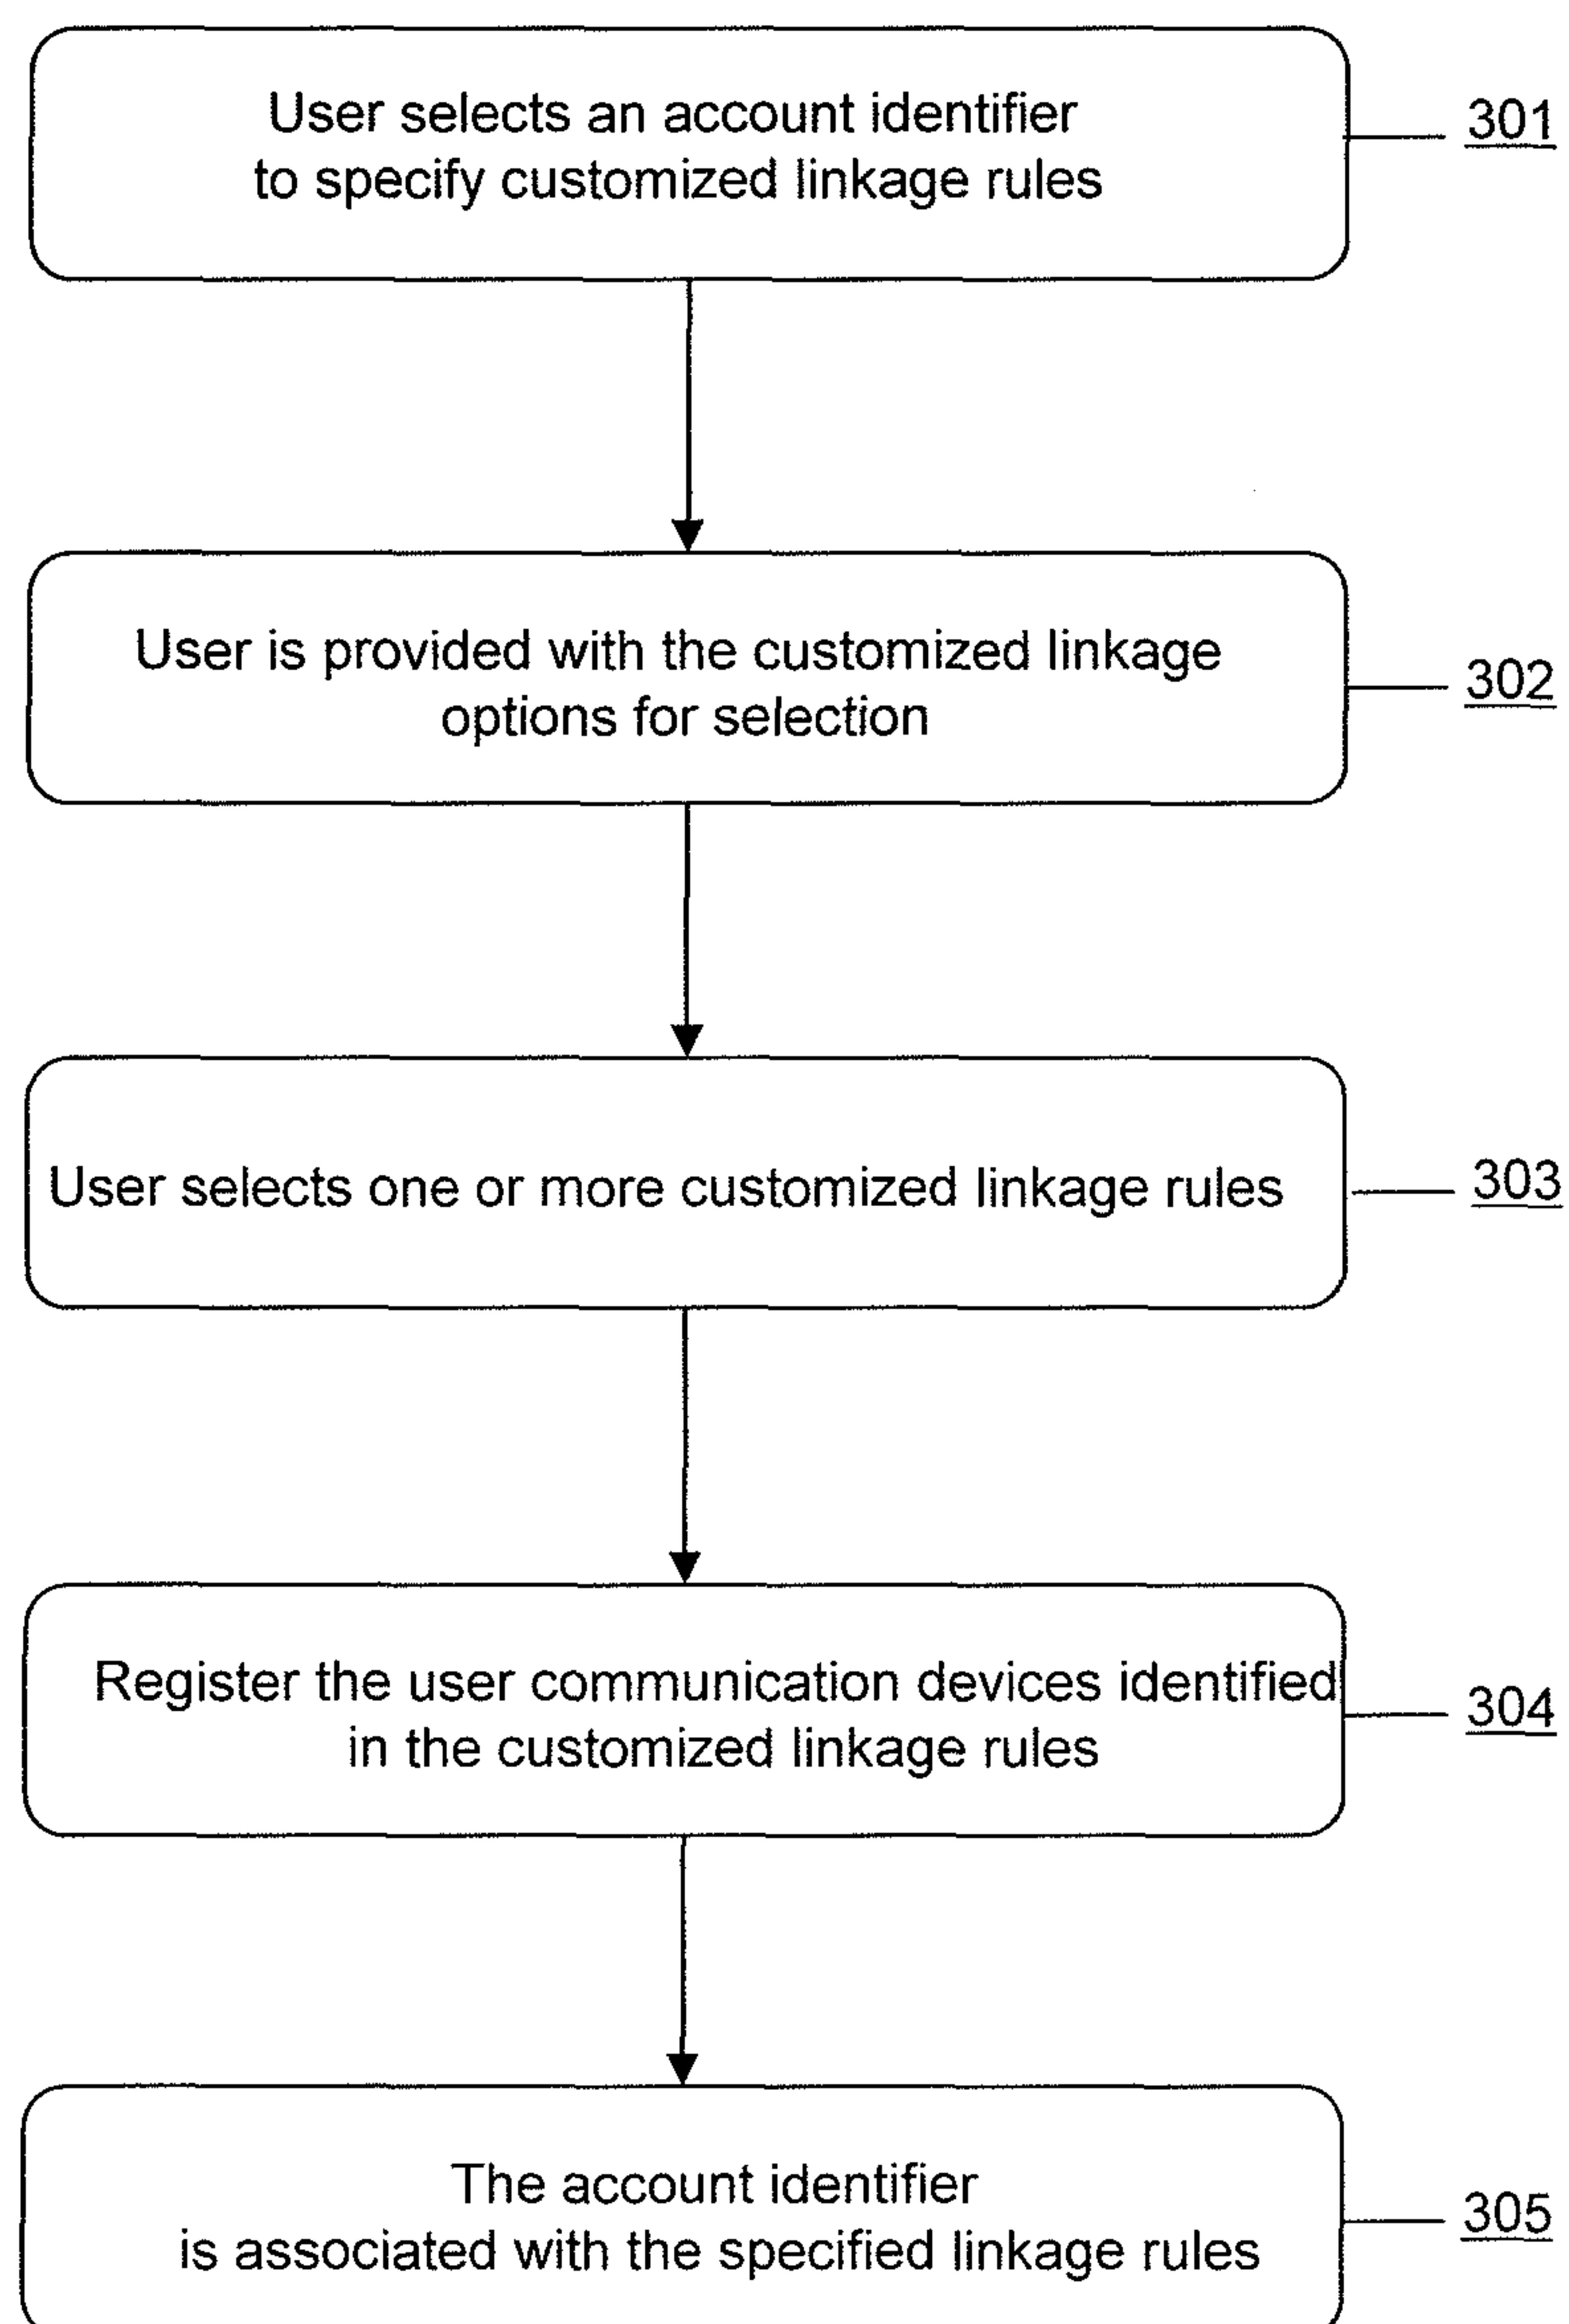 User selects an account identifier
to specify customized linkage rules
301
User is provided with the customized linkage
options for selection
302
User selects one or more customized linkage rules
303
Register the user communication devices identified
in the customized linkage rules
304
The account identifier
is associated with the specified linkage rules
305